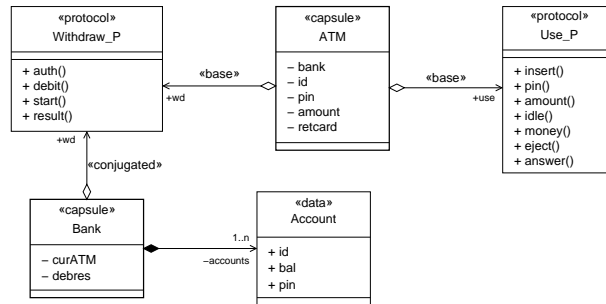 «protocol»
Withdraw_P
+ auth()
+ debit()
+ start()
+ result()
«base»
+wd
«capsule»
ATM
– bank
– id
– pin
– amount
– retcard
«base»
+use
«protocol»
Use_P
+ insert()
+ pin()
+ amount()
+ idle()
+ money()
+ eject()
+ answer()
+wd
«conjugated»
«capsule»
Bank
– curATM
– debres
1..n
–accounts
«data»
Account
+ id
+ bal
+ pin